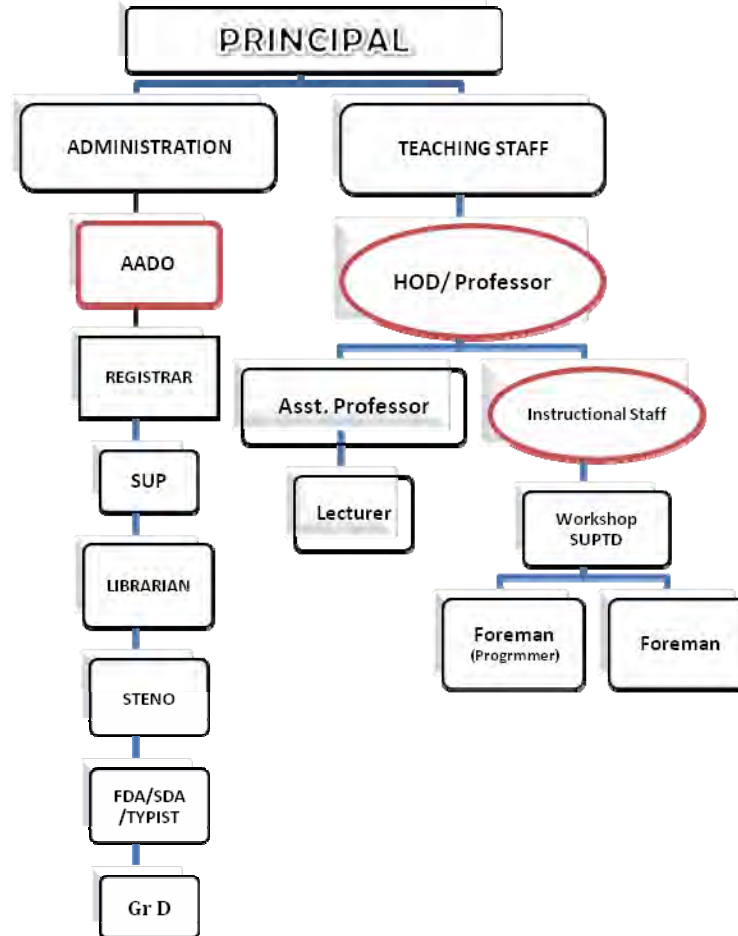 PRINCIPAL
ADMINISTRATION
TEACHING STAFF
AADO
HOD/ Professor
REGISTRAR
Asst. Professor
Instructional Staff
SUP
Lecturer
Workshop
SUPTD
LIBRARIAN
Foreman
(Progrmmer)
Foreman
STENO
FDA/SDA
/TYPIST
Gr D